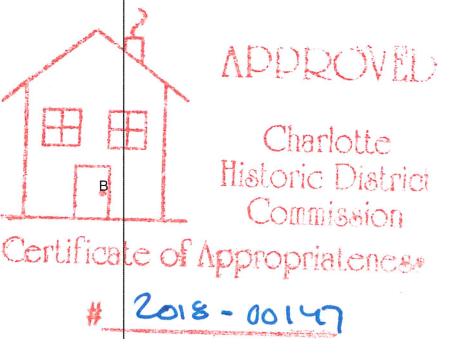 APPROVED
Charlotte
Historic District
Commission
B
Certificate of Appropriateness
# 2018-00147